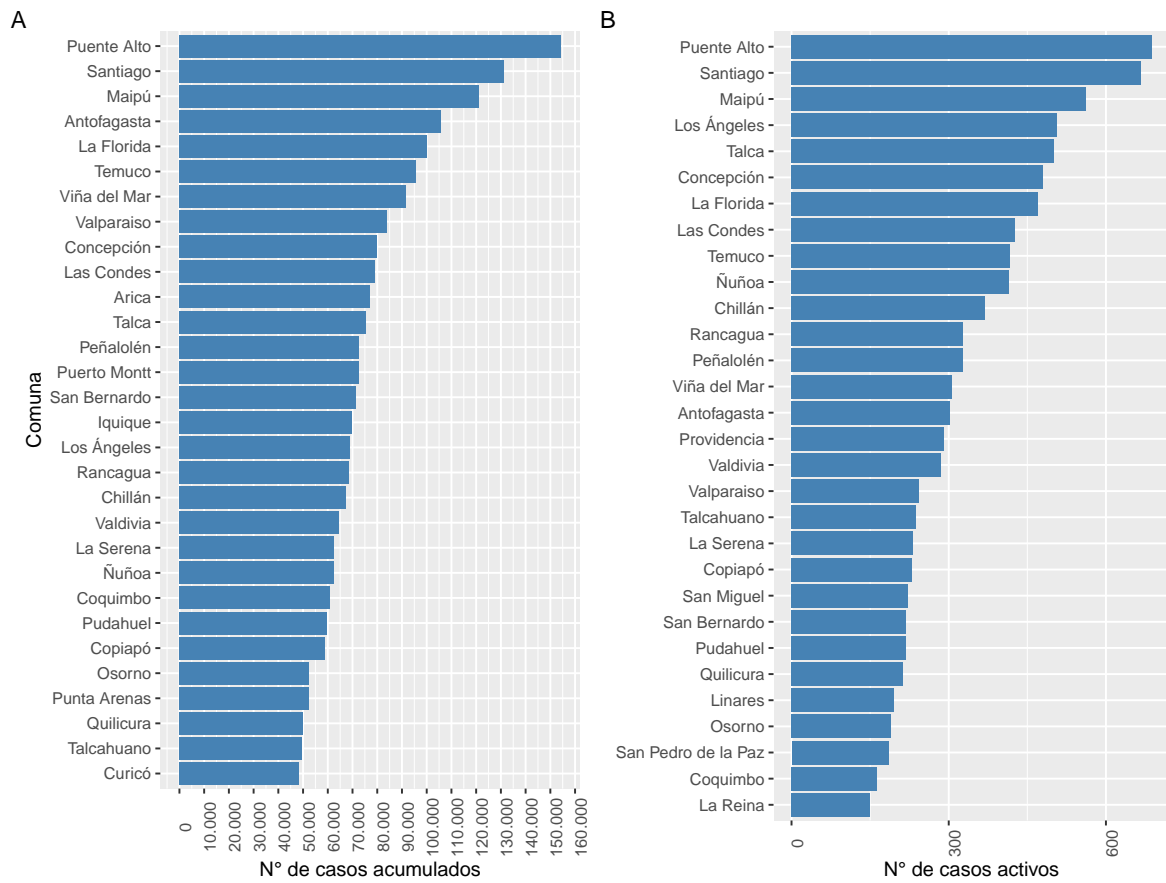 A
Comuna
Puente Alto
Santiago
Maipú
Antofagasta
La Florida
Temuco
Viña del Mar
Valparaiso
Concepción
Las Condes
Arica
Talca
Peñalolén
Puerto Montt
San Bernardo
Iquique
Los Ángeles
Rancagua
Chillán
Valdivia
La Serena
Ñuñoa
Coquimbo
Pudahuel
Copiapó
Osorno
Punta Arenas
Quilicura
Talcahuano
Curicó
0
10.000
20.000
30.000
40.000
50.000
60.000
70.000
80.000
90.000
100.000
110.000
120.000
130.000
140.000
150.000
160.000
N° de casos acumulados
B
Puente Alto
Santiago
Maipú
Los Ángeles
Talca
Concepción
La Florida
Las Condes
Temuco
Ñuñoa
Chillán
Rancagua
Peñalolén
Viña del Mar
Antofagasta
Providencia
Valdivia
Valparaiso
Talcahuano
La Serena
Copiapó
San Miguel
San Bernardo
Pudahuel
Quilicura
Linares
Osorno
San Pedro de la Paz
Coquimbo
La Reina
0
300
600
N° de casos activos